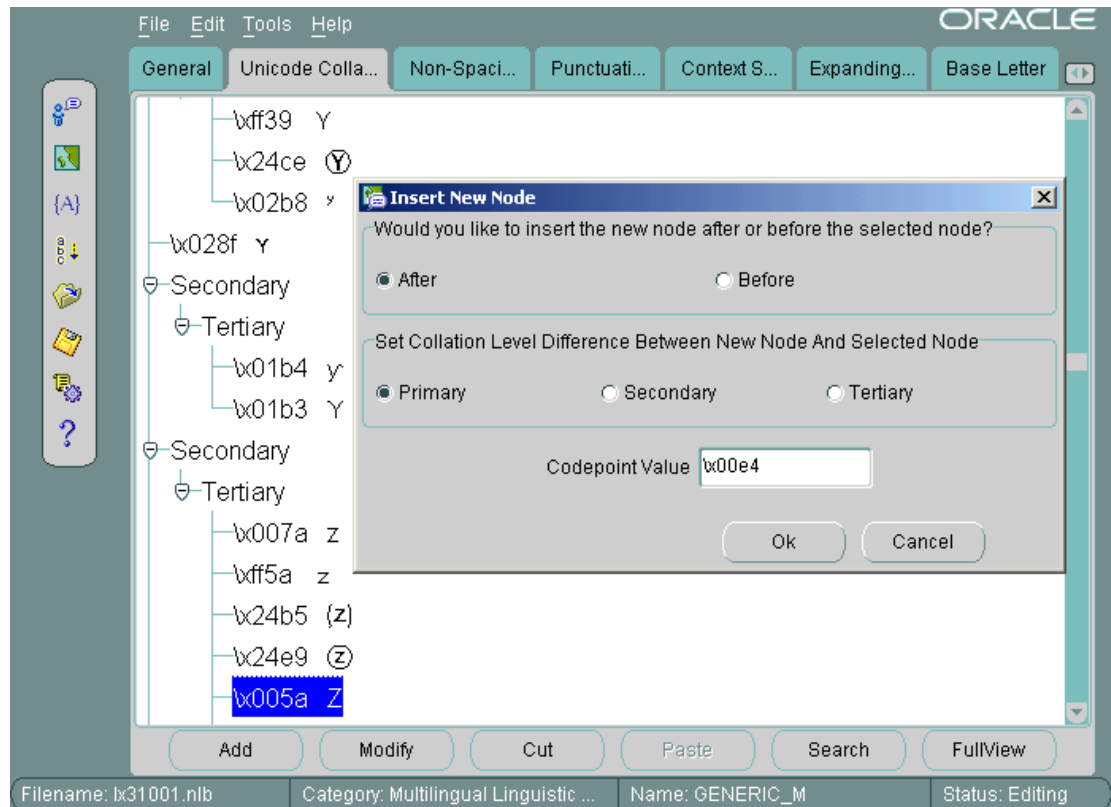 File Edit Tools Help
ORACLE
General Unicode Colla... Non-Spaci... Punctuati... Context S... Expanding... Base Letter
\xff39 Y
\x24ce Ⓨ
\x02b8 ʸ
\x028f ʏ
Secondary
Tertiary
\x01b4 ƴ
\x01b3 Ƴ
Secondary
Tertiary
\x007a z
\xff5a z
\x24b5 ⒵
\x24e9 ⓩ
\x005a Z
{A}
a
b
c
?
Insert New Node
Would you like to insert the new node after or before the selected node?
After Before
Set Collation Level Difference Between New Node And Selected Node
Primary Secondary Tertiary
Codepoint Value \x00e4
Ok Cancel
Add Modify Cut Paste Search FullView
Filename: lx31001.nlb Category: Multilingual Linguistic ... Name: GENERIC_M Status: Editing